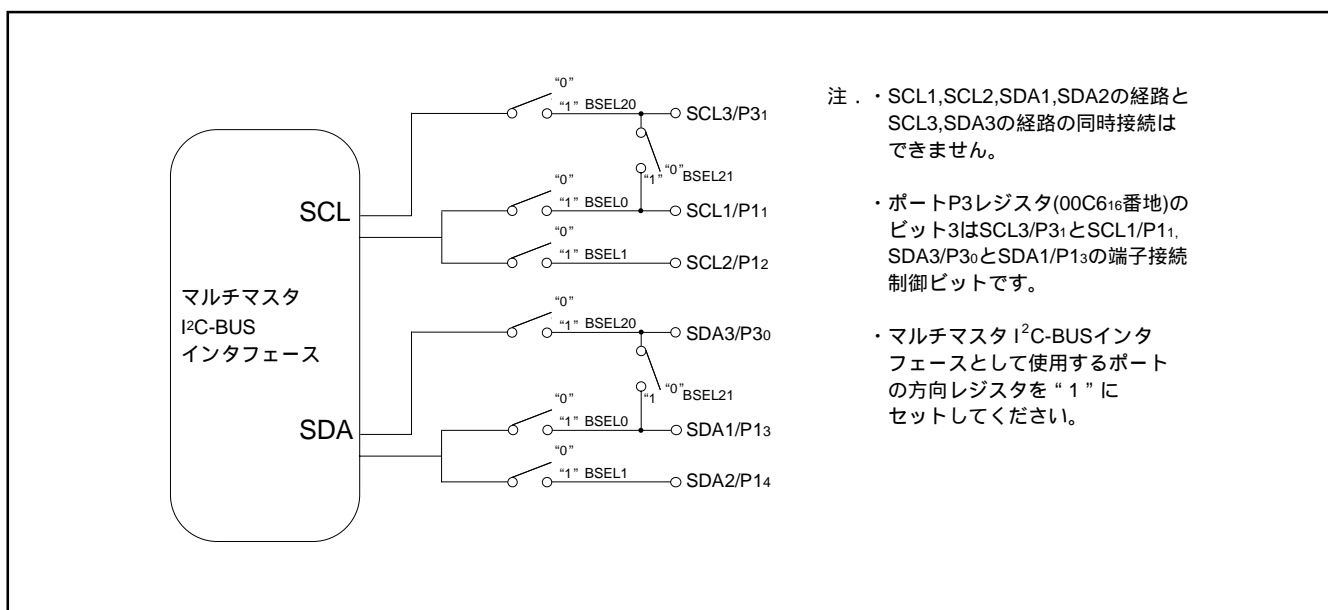 “0”
“1” BSEL20
SCL3/P31
“0”
“1”
BSEL21
SCL
“0”
“1” BSEL0
SCL1/P11
“0”
“1” BSEL1
SCL2/P12
マルチマスタ
I2C-BUS
インタフェース
“0”
“1” BSEL20
SDA3/P30
“0”
“1
BSEL21
SDA
“0”
“1” BSEL0
SDA1/P13
“0”
“1” BSEL1
SDA2/P14
注．・SCL1,SCL2,SDA1,SDA2の経路と
SCL3,SDA3の経路の同時接続は
できません。
・ポートP3レジスタ(00C616番地)の
ビット3はSCL3/P31とSCL1/P11,
SDA3/P30とSDA1/P13の端子接続
制御ビットです。
・マルチマスタ I2C-BUSインタ
フェースとして使用するポート
の方向レジスタを “ 1 ” に
セットしてください。